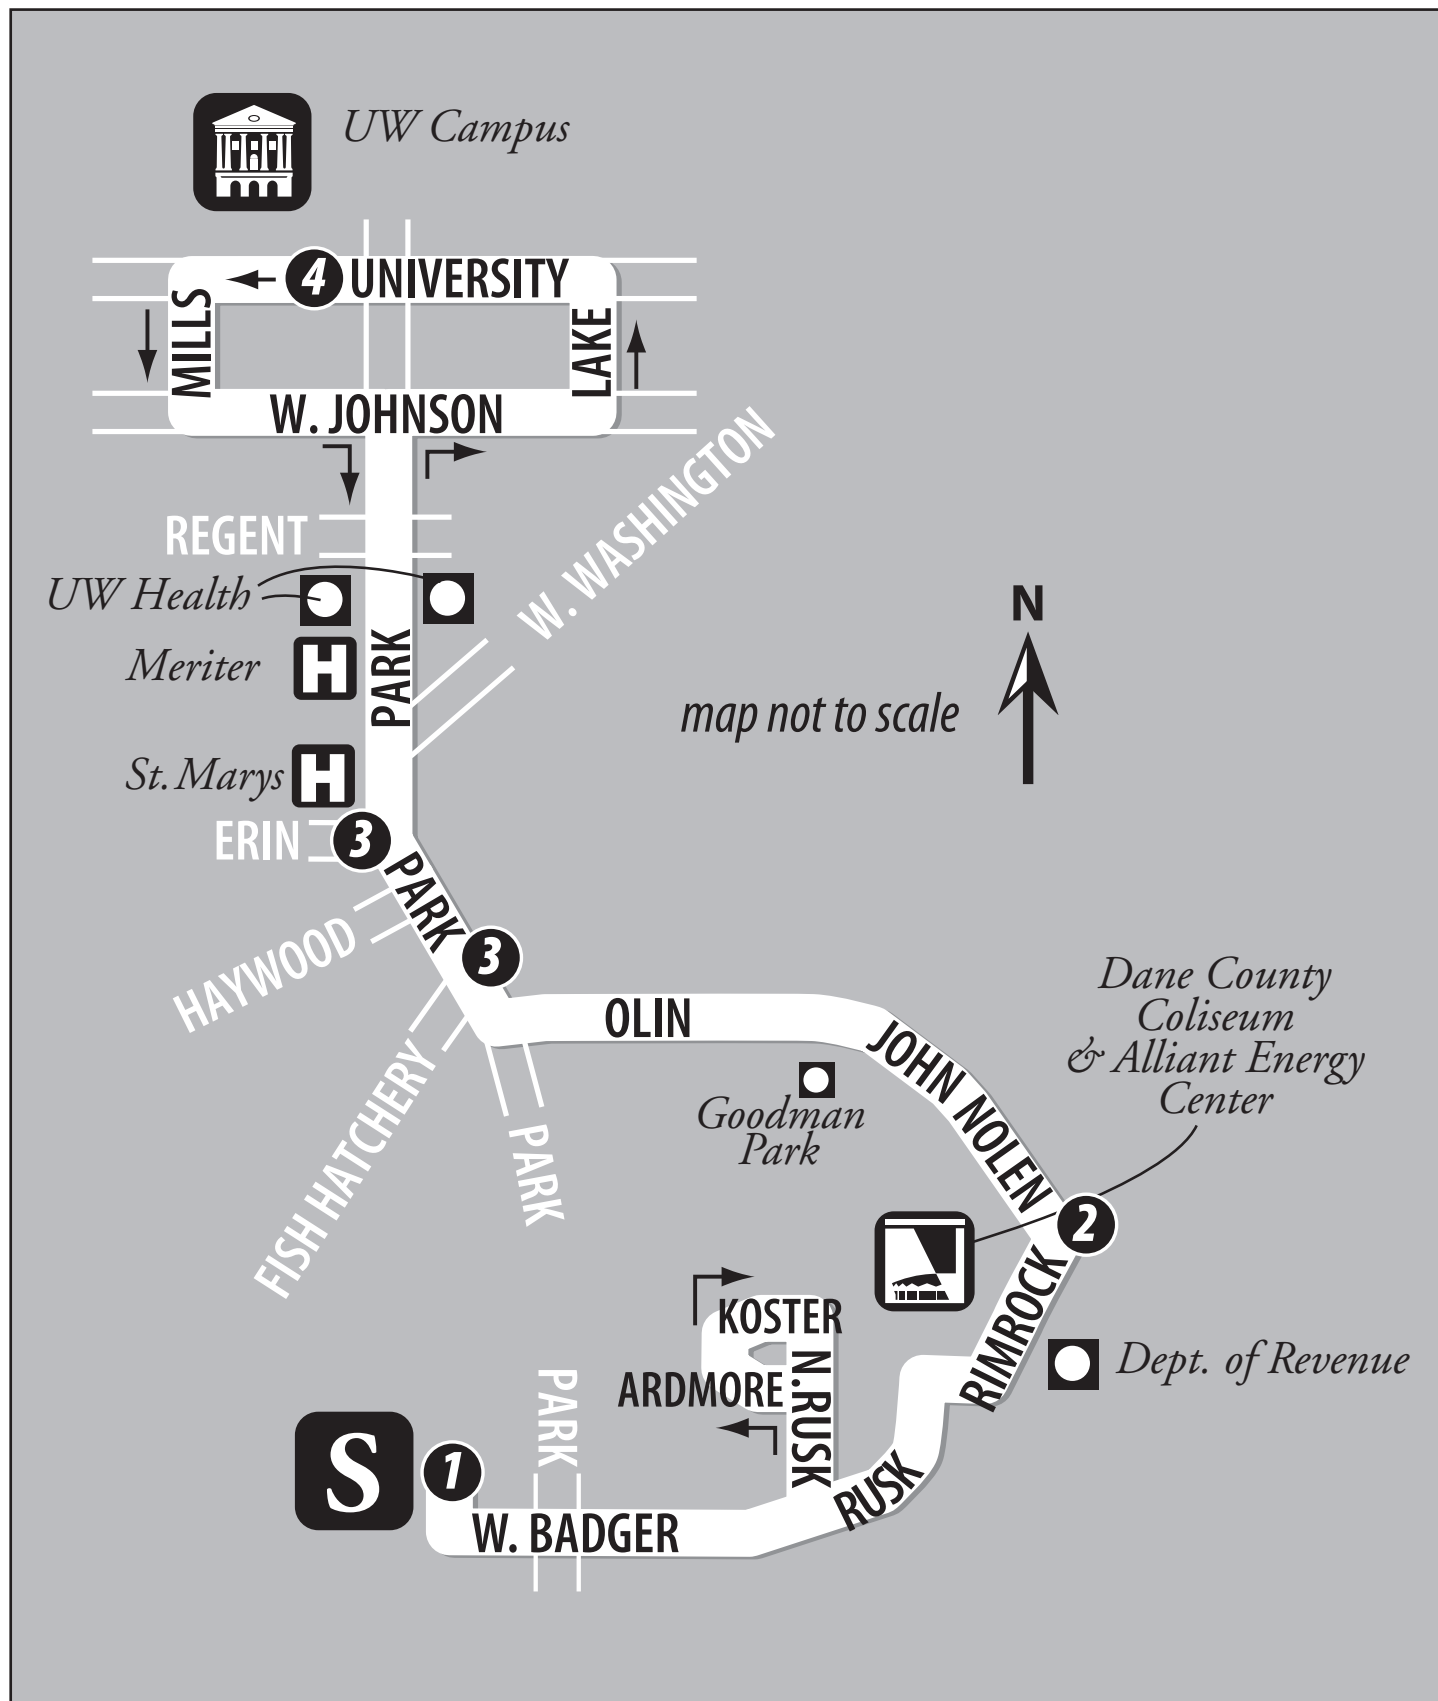 UW Campus
4
UNIVERSITY
MILLS
LAKE
W. JOHNSON
W. WASHINGTON
REGENT
UW Health
H
Meriter
PARK
N
map not to scale
H
St. Marys
ERIN
3
PARK
HAYWOOD
3
OLIN
JOHN NOLEN
Dane County
Coliseum
& Alliant Energy
Center
FISH HATCHERY
PARK
Goodman
Park
2
RIMROCK
KOSTER
Dept. of Revenue
ARDMORE
N. RUSK
PARK
S
1
RUSK
W. BADGER